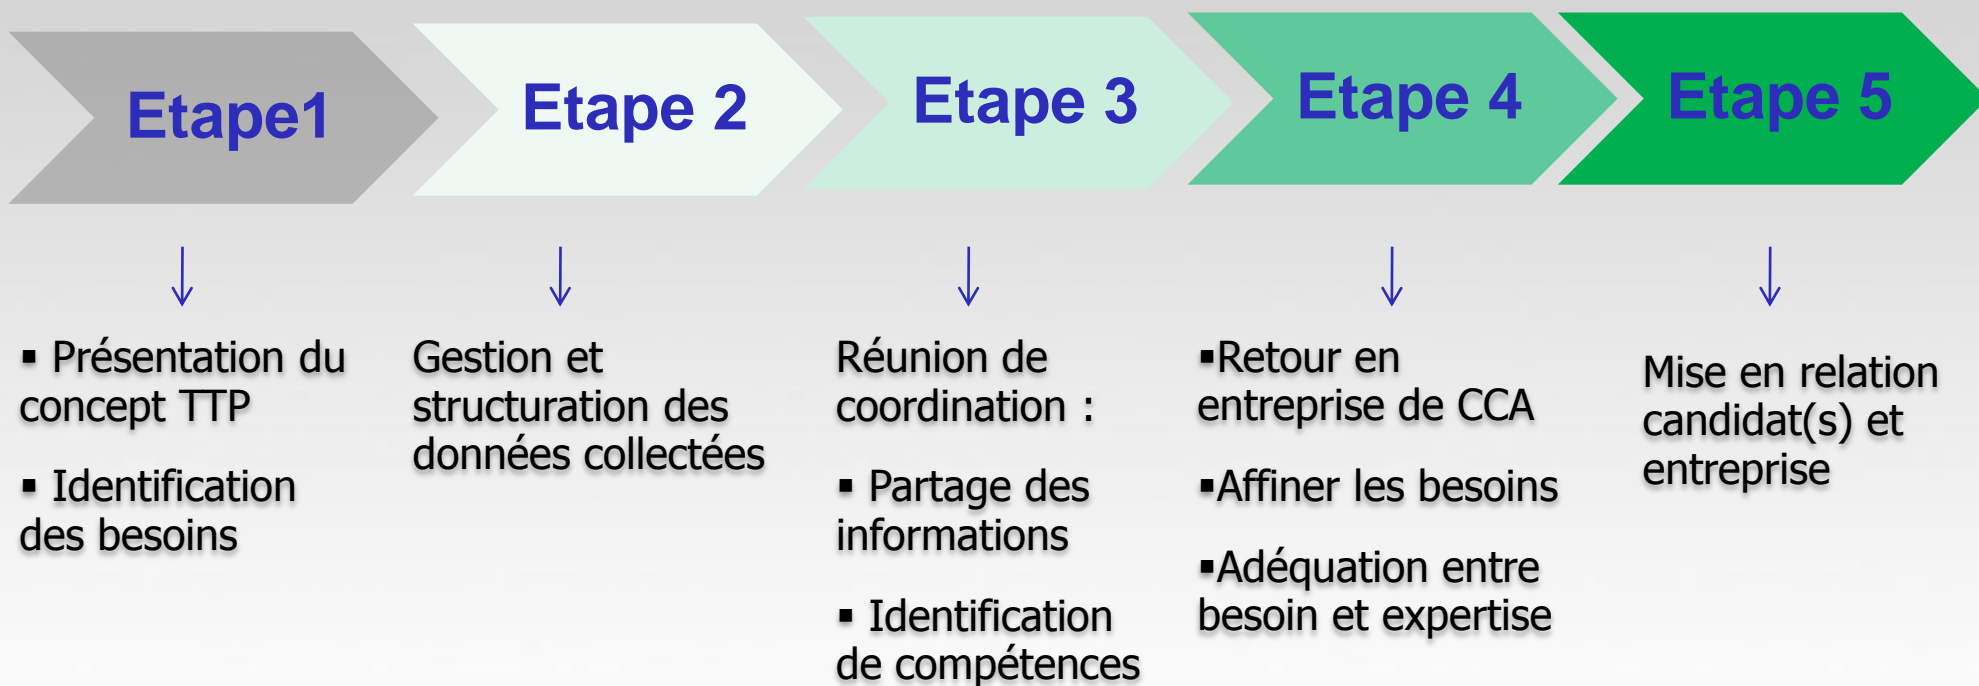 Etape1
Etape 2
Etape 3
Etape 4
Etape 5
▪ Présentation du
concept TTP
▪ Identification
des besoins
Gestion et
structuration des
données collectées
Réunion de
coordination :
▪ Partage des
informations
▪ Identification
de compétences
▪Retour en
entreprise de CCA
▪Affiner les besoins
▪Adéquation entre
besoin et expertise
Mise en relation
candidat(s) et
entreprise